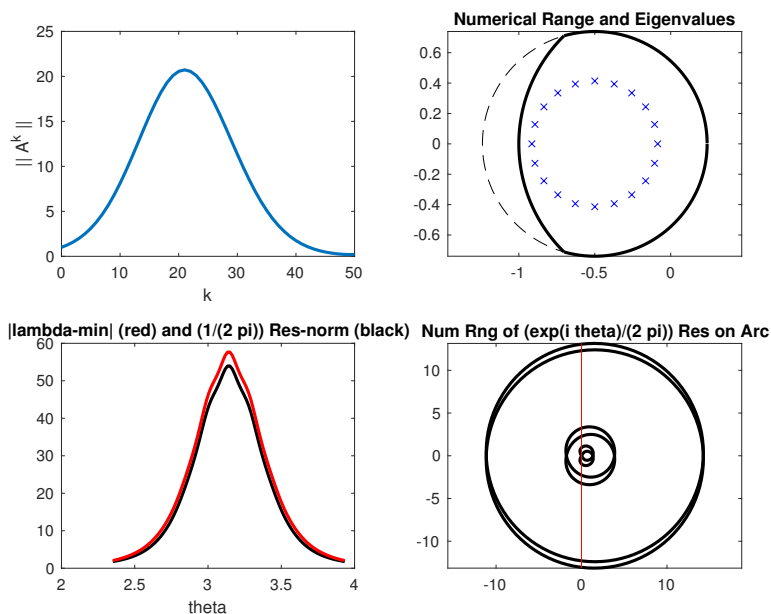 25
20
15
10
5
0
|| A^k ||
0 10 20 30 40 50
k
Numerical Range and Eigenvalues
0.6
0.4
0.2
0
-0.2
-0.4
-0.6
-1 -0.5 0
|lambda-min| (red) and (1/(2 pi)) Res-norm (black)
60
50
40
30
20
10
0
2 2.5 3 3.5 4
theta
Num Rng of (exp(i theta)/(2 pi)) Res on Arc
10
5
0
-5
-10
-10 0 10